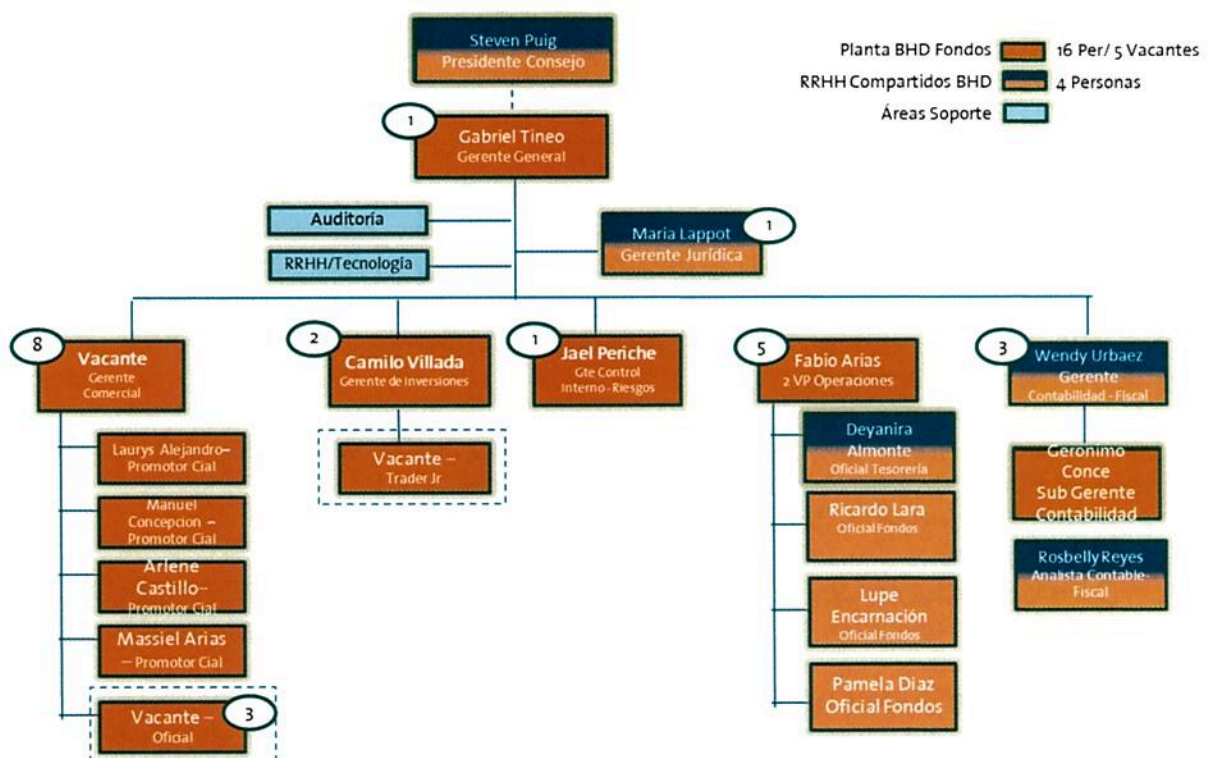 Steven Puig
Presidente Consejo
Planta BHD Fondos
16 Per/ 5 Vacantes
RRHH Compartidos BHD
4 Personas
Áreas Soporte
1
Gabriel Tineo
Gerente General
Auditoría
RRHH/Tecnología
Maria Lappot
Gerente Jurídica
1
8
Vacante
Gerente
Comercial
Laurys Alejandro–
Promotor Cial
Manuel
Concepcion –
Promotor Cial
Arlene
Castillo–
Promotor Cial
Massiel Arias
– Promotor Cial
Vacante –
Oficial
3
2
Camilo Villada
Gerente de Inversiones
Vacante –
Trader Jr
1
Jael Periche
Gte Control
Interno-Riesgos
5
Fabio Arias
2 VP Operaciones
Deyanira
Almonte
Oficial Tesorería
Ricardo Lara
Oficial Fondos
Lupe
Encarnación
Oficial Fondos
Pamela Diaz
Oficial Fondos
3
Wendy Urbaez
Gerente
Contabilidad - Fiscal
Geronimo
Conce
Sub Gerente
Contabilidad
Rosbelly Reyes
Analista Contable-
Fiscal